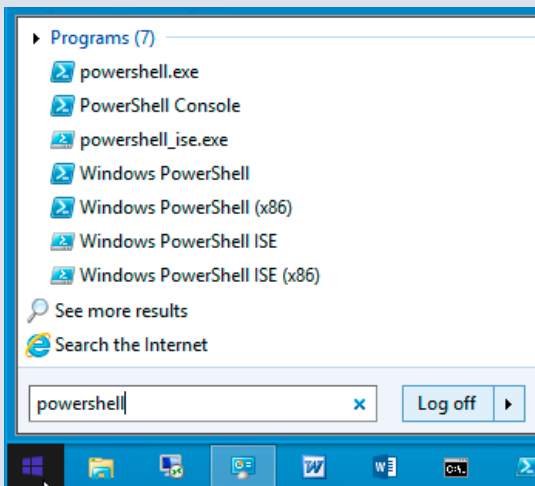 Programs (7)
powershell.exe
PowerShell Console
powershell_ise.exe
Windows PowerShell
Windows PowerShell (x86)
Windows PowerShell ISE
Windows PowerShell ISE (x86)
See more results
Search the Internet
powershell
Log off
C:\.